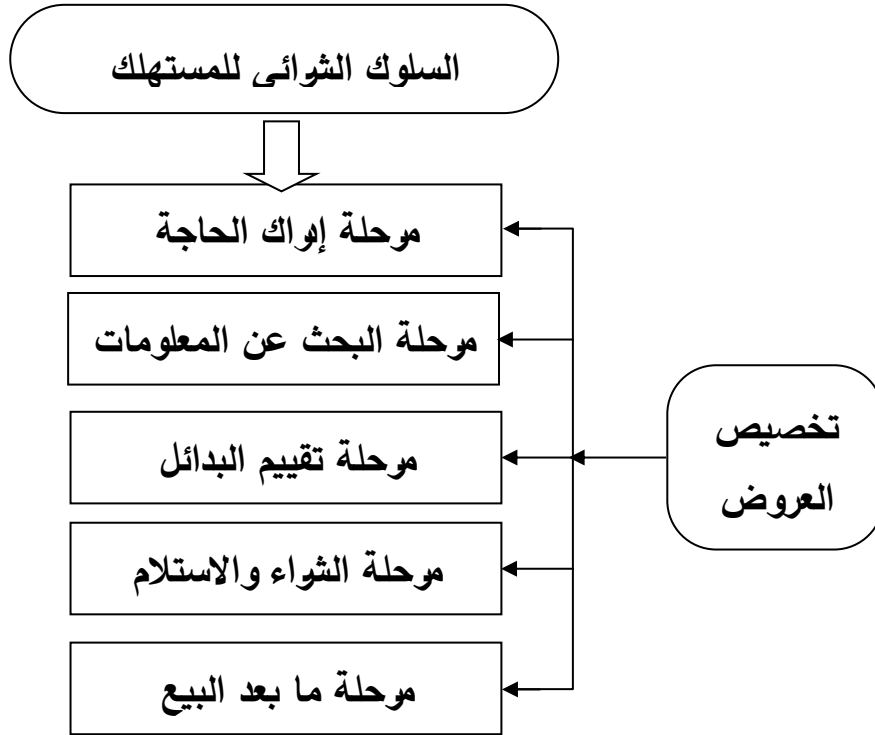 السلوك الشرائي للمستهلك
مرحلة إدراك الحاجة
مرحلة البحث عن المعلومات
مرحلة تقييم البدائل
مرحلة الشراء والاستلام
مرحلة ما بعد البيع
تخصيص
العروض